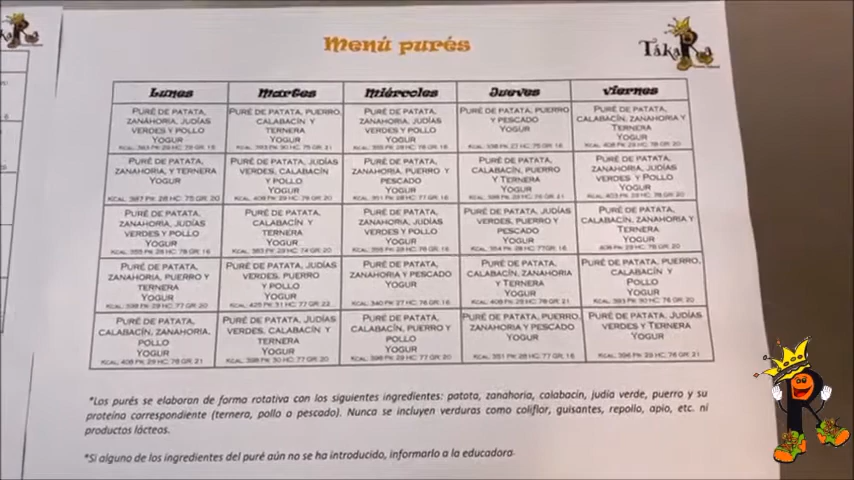 Menú purés
TákaRa
Lunes Martes Miércoles Jueves Viernes
PURÉ DE PATATA, ZANAHORIA, JUDÍAS VERDES Y POLLO YOGUR
PURÉ DE PATATA, PUERRO, CALABACÍN Y TERNERA YOGUR
PURÉ DE PATATA, ZANAHORIA, JUDÍAS VERDES Y POLLO YOGUR
PURÉ DE PATATA, PUERRO Y PESCADO YOGUR
PURÉ DE PATATA, CALABACÍN, ZANAHORIA Y TERNERA YOGUR
PURÉ DE PATATA, ZANAHORIA, Y TERNERA YOGUR
PURÉ DE PATATA, JUDÍAS VERDES, CALABACÍN Y POLLO YOGUR
PURÉ DE PATATA, ZANAHORIA, PUERRO Y PESCADO YOGUR
PURÉ DE PATATA, CALABACÍN, PUERRO Y TERNERA YOGUR
PURÉ DE PATATA, ZANAHORIA, JUDÍAS VERDES Y POLLO YOGUR
PURÉ DE PATATA, ZANAHORIA, JUDÍAS VERDES Y POLLO YOGUR
PURÉ DE PATATA, CALABACÍN Y TERNERA YOGUR
PURÉ DE PATATA, ZANAHORIA, JUDÍAS VERDES Y POLLO YOGUR
PURÉ DE PATATA, JUDÍAS VERDES, PUERRO Y PESCADO YOGUR
PURÉ DE PATATA, CALABACÍN, ZANAHORIA Y TERNERA YOGUR
PURÉ DE PATATA, ZANAHORIA, PUERRO Y TERNERA YOGUR
PURÉ DE PATATA, JUDÍAS VERDES, PUERRO Y POLLO YOGUR
PURÉ DE PATATA, ZANAHORIA Y PESCADO YOGUR
PURÉ DE PATATA, CALABACÍN, ZANAHORIA Y TERNERA YOGUR
PURÉ DE PATATA, PUERRO, CALABACÍN Y POLLO YOGUR
PURÉ DE PATATA, CALABACÍN, ZANAHORIA, POLLO YOGUR
PURÉ DE PATATA, JUDÍAS VERDES, CALABACÍN Y TERNERA YOGUR
PURÉ DE PATATA, CALABACÍN, PUERRO Y POLLO YOGUR
PURÉ DE PATATA, PUERRO, ZANAHORIA Y PESCADO YOGUR
PURÉ DE PATATA, JUDÍAS VERDES Y TERNERA YOGUR
*Los purés se elaboran de forma rotativa con los siguientes ingredientes: patata, zanahoria, calabacín, judía verde, puerro y su
proteína correspondiente (ternera, pollo o pescado). Nunca se incluyen verduras como coliflor, guisantes, repollo, apio, etc. ni
productos lácteos.
*Si alguno de los ingredientes del puré aún no se ha introducido, informarlo a la educadora